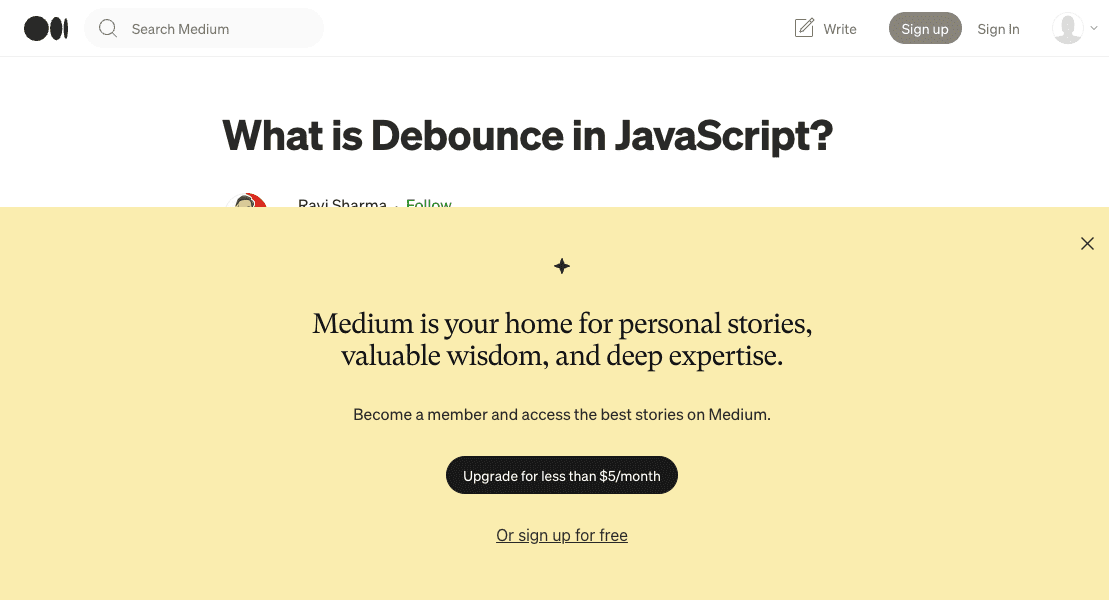 Search Medium
Write
Sign up
Sign In
What is Debounce in JavaScript?
Ravi Sharma · Follow
Medium is your home for personal stories,
valuable wisdom, and deep expertise.
Become a member and access the best stories on Medium.
Upgrade for less than $5/month
Or sign up for free